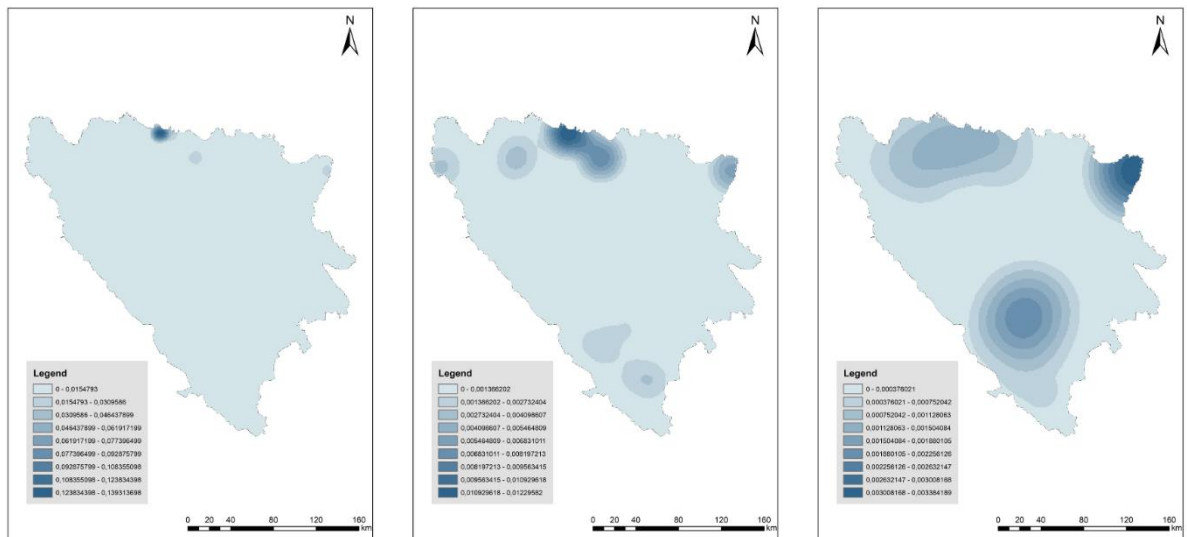 N
Legend
0 - 0,0154793
0,0154793 - 0,0309586
0,0309586 - 0,046437899
0,046437899 - 0,061917199
0,061917199 - 0,077396499
0,077396499 - 0,092875799
0,092875799 - 0,108355098
0,108355098 - 0,123834398
0,123834398 - 0,139313698
0 20 40 80 120 160
km
N
Legend
0 - 0,001366202
0,001366202 - 0,002732404
0,002732404 - 0,004098607
0,004098607 - 0,005464809
0,005464809 - 0,006831011
0,006831011 - 0,008197213
0,008197213 - 0,009563415
0,009563415 - 0,010929618
0,010929618 - 0,01229582
0 20 40 80 120 160
km
N
Legend
0 - 0,000376021
0,000376021 - 0,000752042
0,000752042 - 0,001128063
0,001128063 - 0,001504084
0,001504084 - 0,001880105
0,001880105 - 0,002256126
0,002256126 - 0,002632147
0,002632147 - 0,003008168
0,003008168 - 0,003384189
0 20 40 80 120 160
km